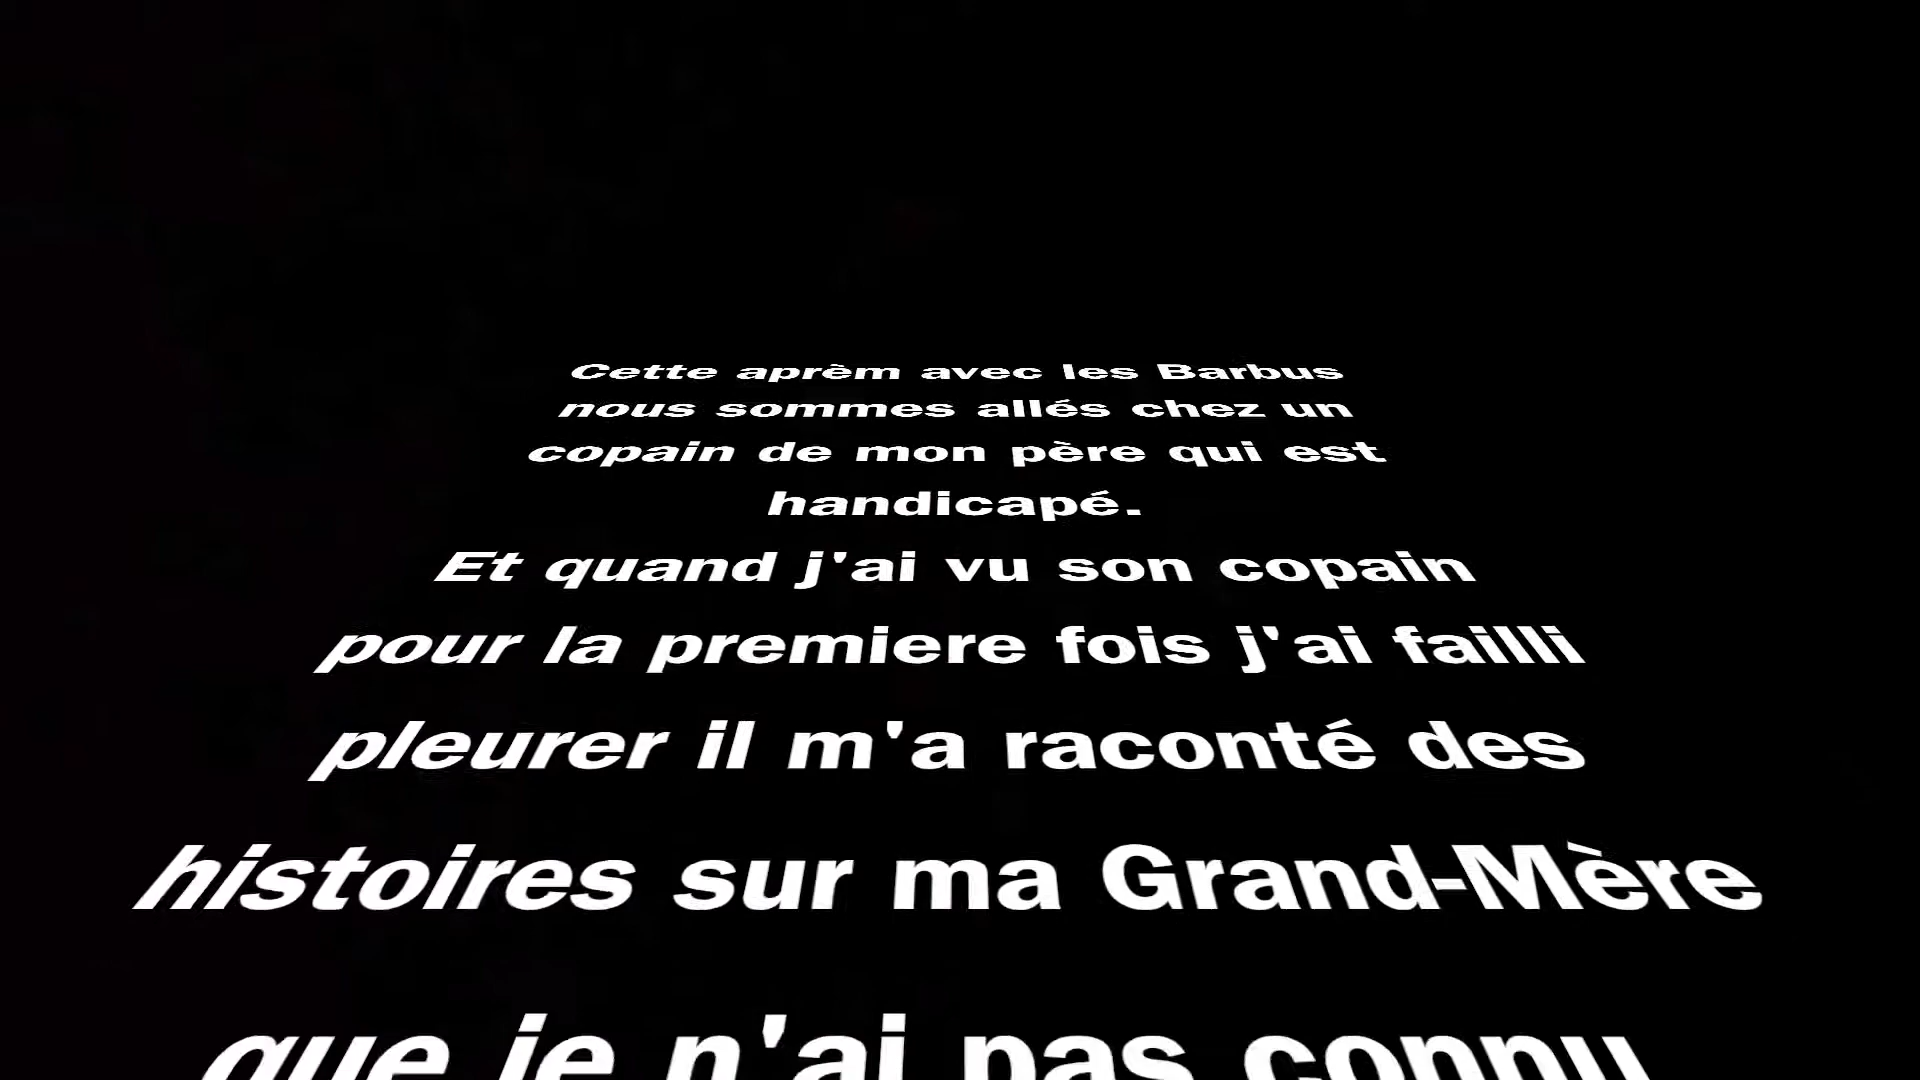 Cette aprèm avec les Barbus
nous sommes allés chez un
copain de mon père qui est
handicapé.
Et quand j'ai vu son copain
pour la premiere fois j'ai failli
pleurer il m'a raconté des
histoires sur ma Grand-Mère
que je n'ai pas connu